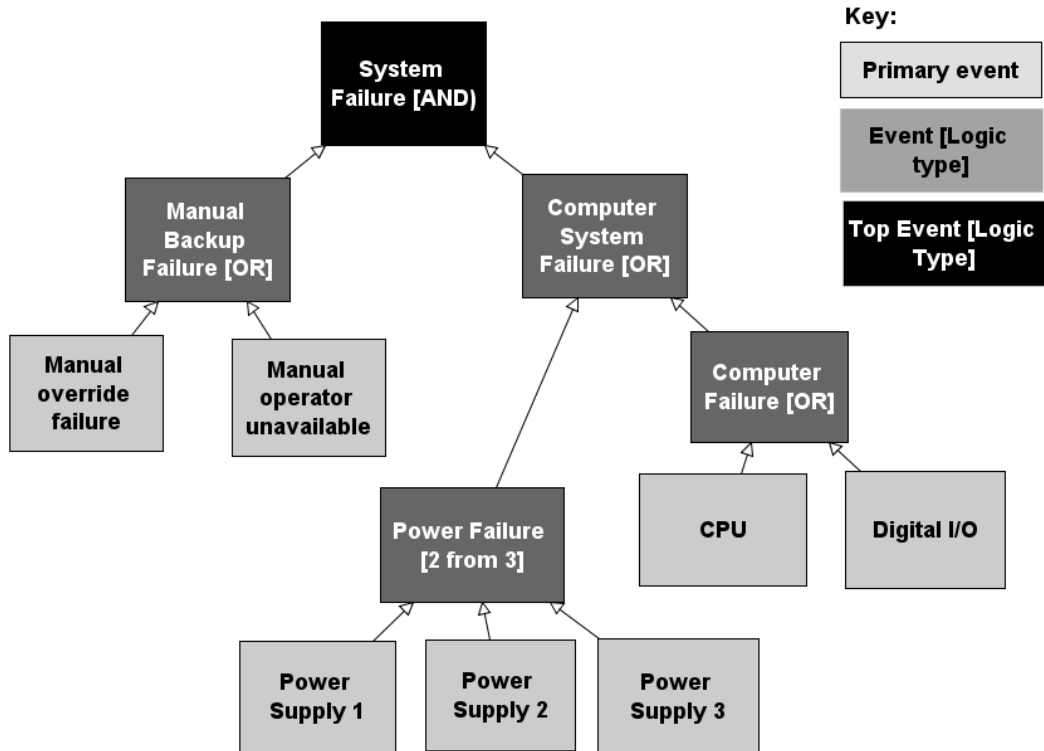 Key:
System
Failure [AND)
Primary event
Event [Logic
type]
Top Event [Logic
Type]
Manual
Backup
Failure [OR]
Computer
System
Failure [OR]
Manual
override
failure
Manual
operator
unavailable
Computer
Failure [OR]
Power Failure
[2 from 3]
CPU
Digital I/O
Power
Supply 1
Power
Supply 2
Power
Supply 3